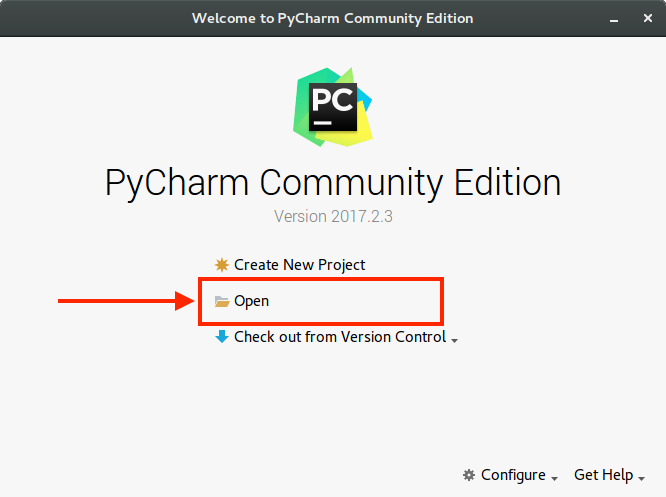 Welcome to PyCharm Community Edition
PC
PyCharm Community Edition
Version 2017.2.3
Create New Project
Open
Check out from Version Control
Configure Get Help